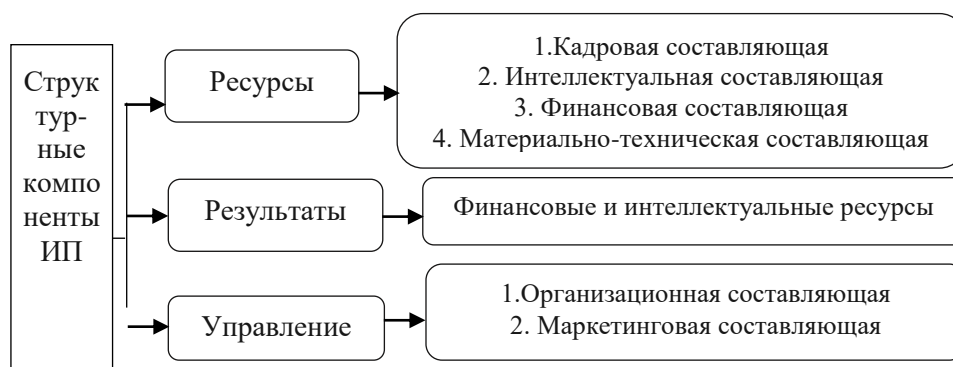 Струк
тур-
ные
компо
ненты
ИП
Ресурсы
1.Кадровая составляющая
2. Интеллектуальная составляющая
3. Финансовая составляющая
4. Материально-техническая составляющая
Результаты
Финансовые и интеллектуальные ресурсы
Управление
1.Организационная составляющая
2. Маркетинговая составляющая